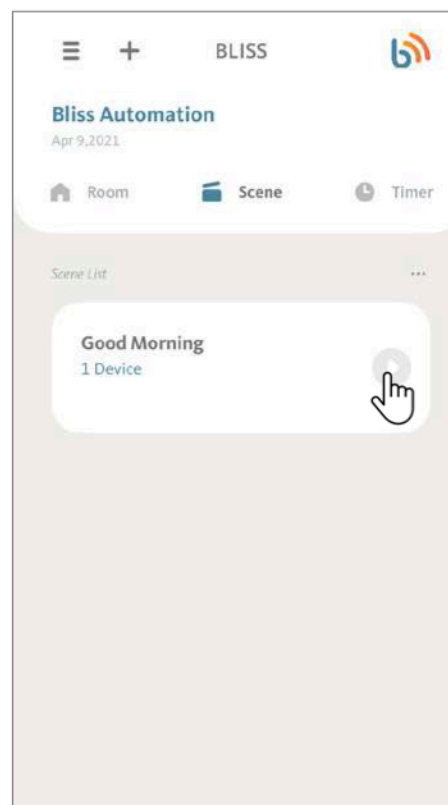 BLISS
Bliss Automation
Apr 9,2021
Room Scene Timer
Scene List
Good Morning
1 Device